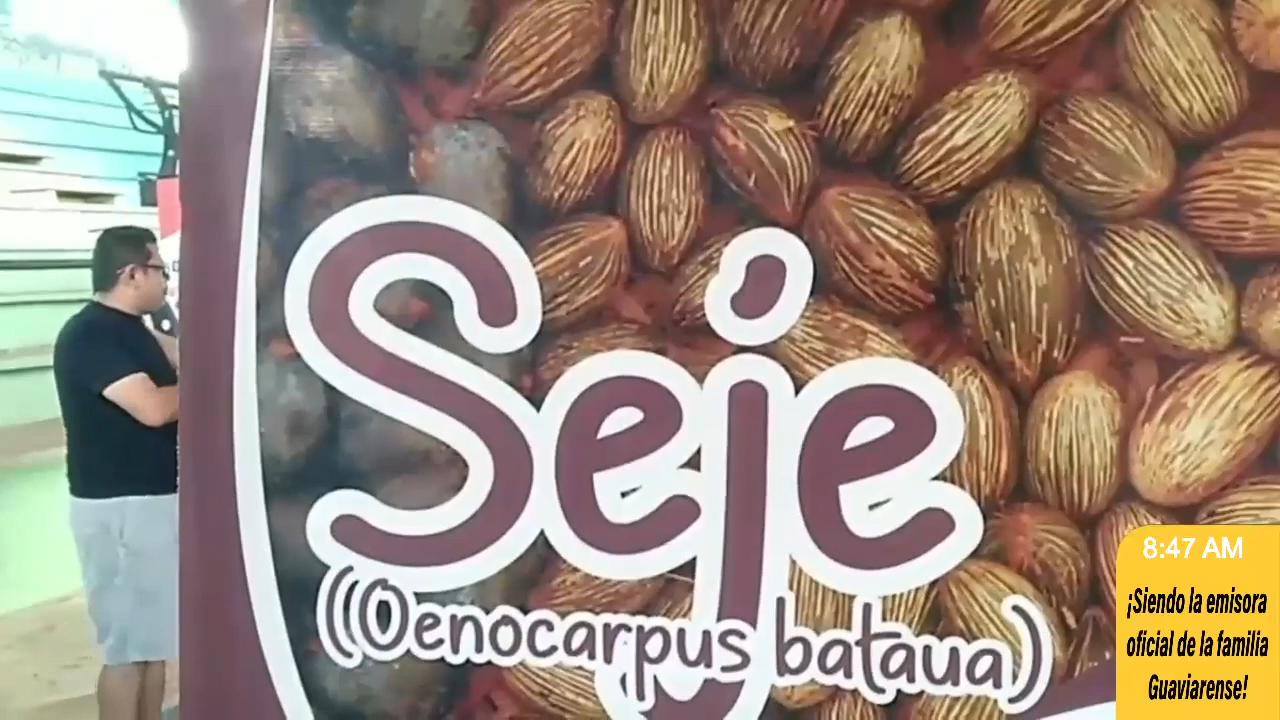 Seje
(Oenocarpus bataua)
8:47 AM
¡Siendo la emisora
oficial de la familia
Guaviarense!